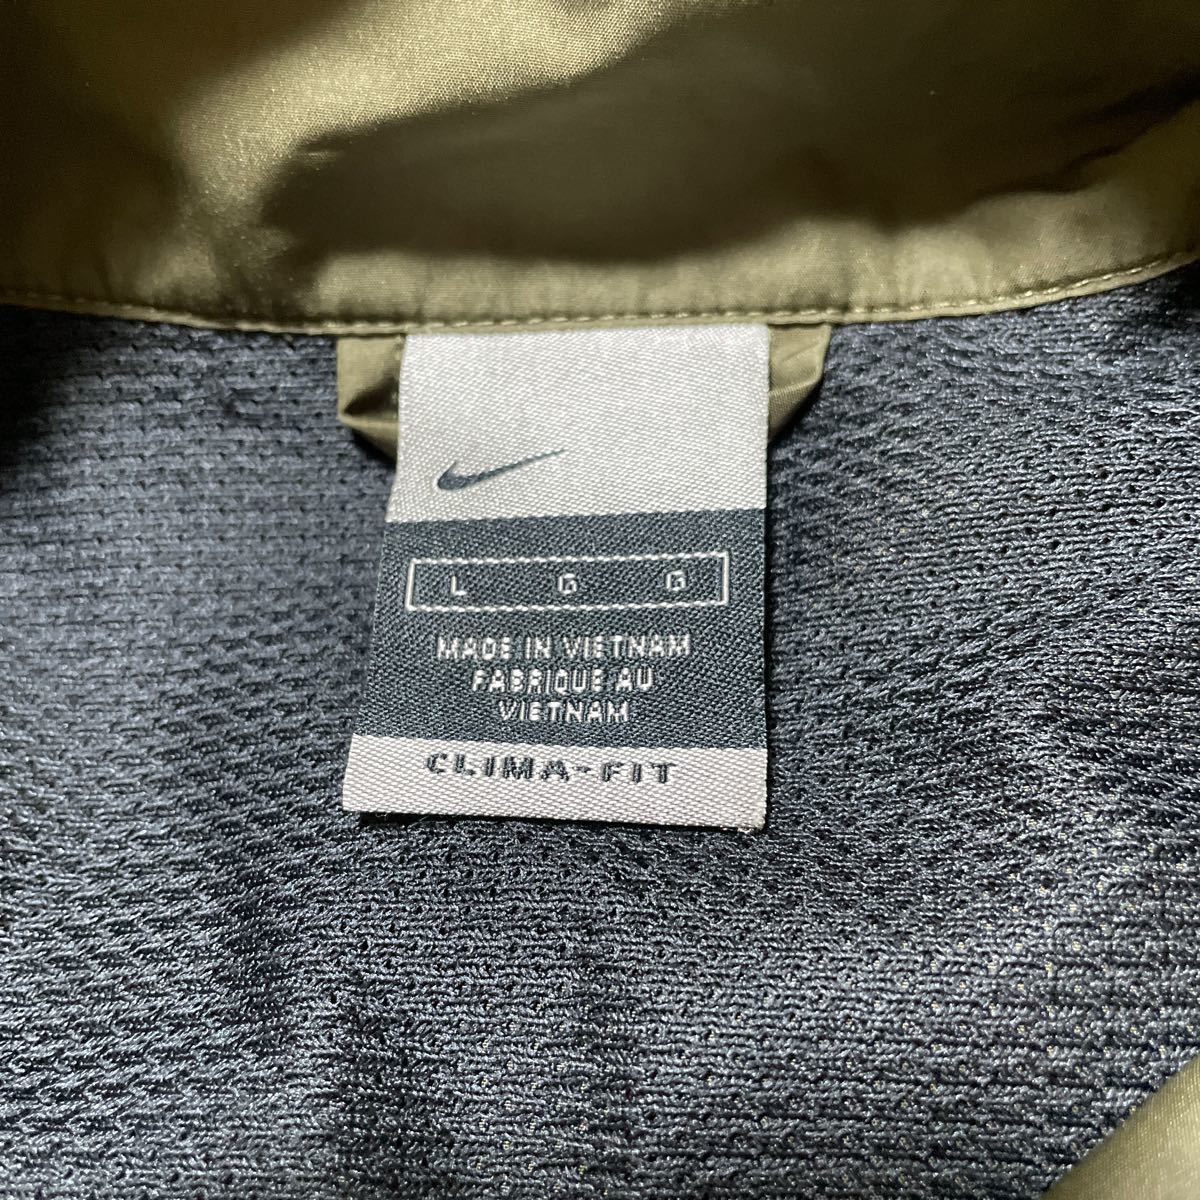 L G G
MADE IN VIETNAM
FABRIQUE AU
VIETNAM
CLIMA-FIT